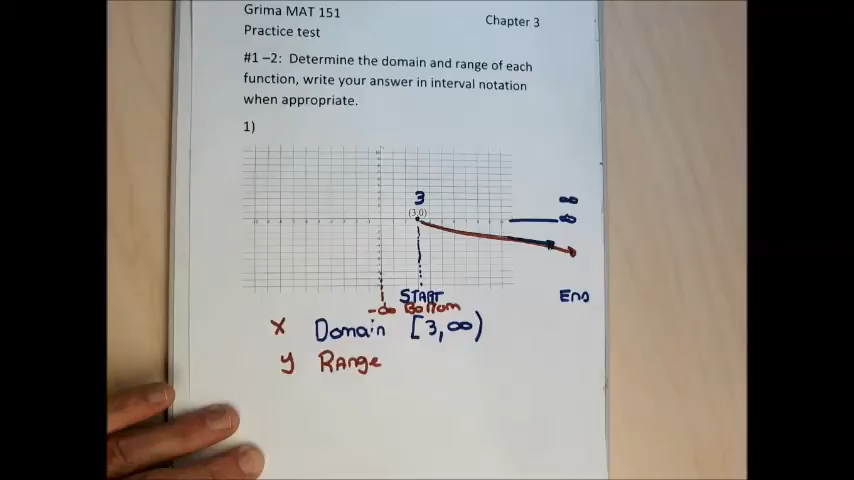 Grima MAT 151
Chapter 3
Practice test
#1 –2: Determine the domain and range of each
function, write your answer in interval notation
when appropriate.
1)
3
∞
(3,0)
∞
START
End
-∞ Bottom
x Domain [3,∞)
y Range